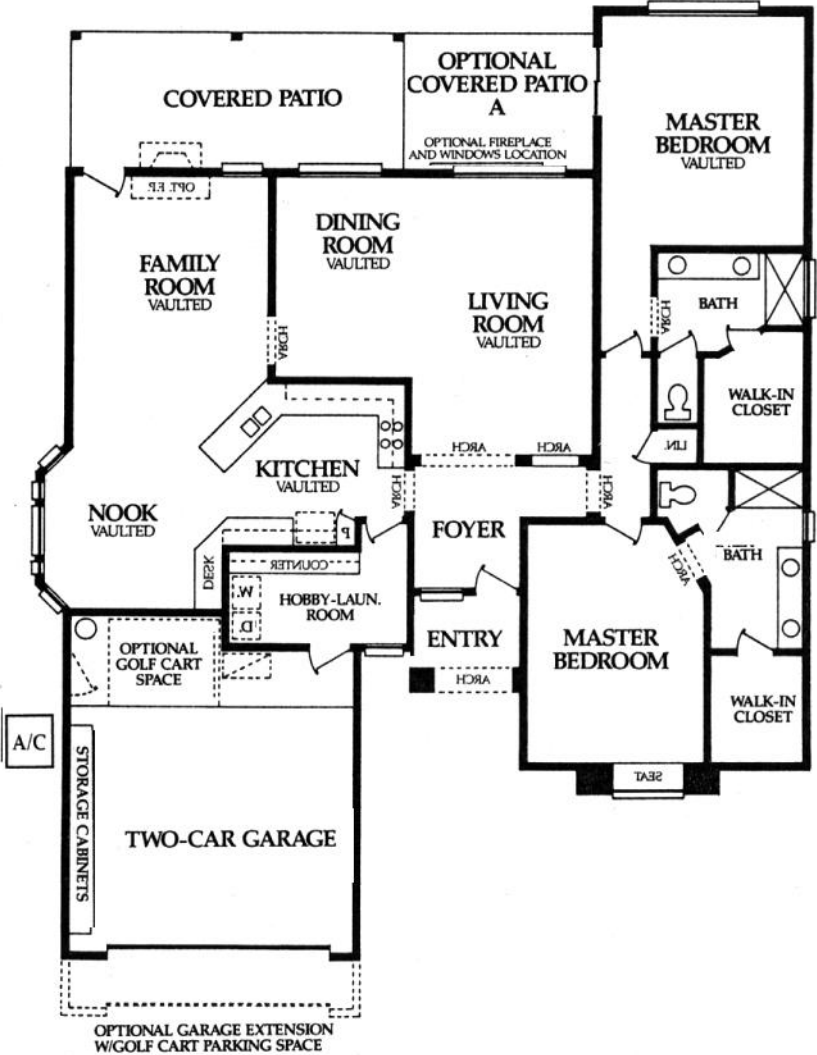 COVERED PATIO
OPTIONAL
COVERED PATIO
A
OPTIONAL FIREPLACE
AND WINDOWS LOCATION
MASTER
BEDROOM
VAULTED
OPT. F.P.
FAMILY
ROOM
VAULTED
DINING
ROOM
VAULTED
LIVING
ROOM
VAULTED
ARCH
ARCH
BATH
WALK-IN
CLOSET
LIN.
ARCH
ARCH
KITCHEN
VAULTED
ARCH
ARCH
NOOK
VAULTED
P
FOYER
DESK
COUNTER
W.
D.
HOBBY-LAUN.
ROOM
ARCH
BATH
ENTRY
ARCH
MASTER
BEDROOM
WALK-IN
CLOSET
SEAT
OPTIONAL
GOLF CART
SPACE
A/C
STORAGE CABINETS
TWO-CAR GARAGE
OPTIONAL GARAGE EXTENSION
W/GOLF CART PARKING SPACE